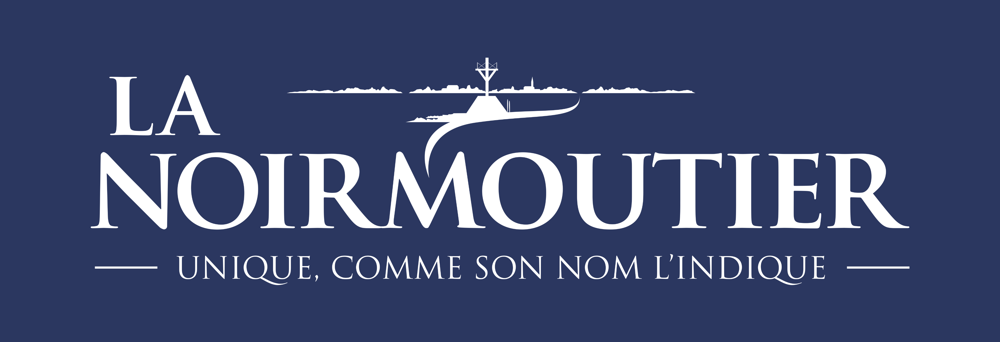 LA
NOIRMOUTIER
UNIQUE, COMME SON NOM L'INDIQUE